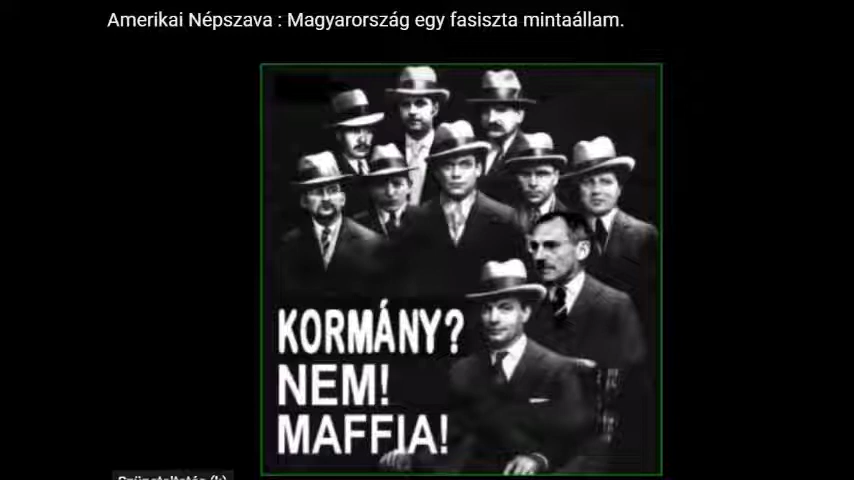 Amerikai Népszava : Magyarország egy fasiszta mintaállam.
KORMÁNY?
NEM!
MAFFIA!